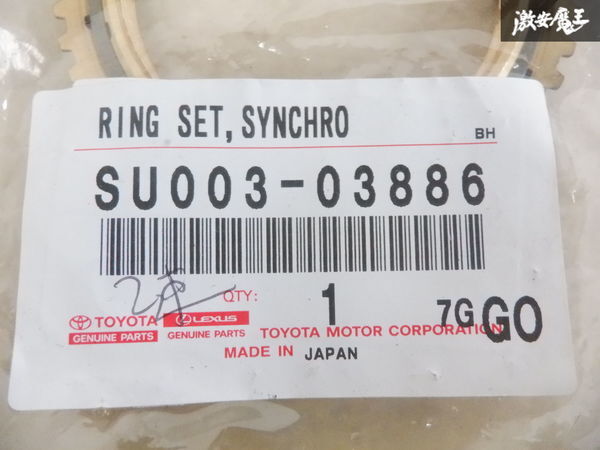 激安魔王
RING SET, SYNCHRO
BH
SU003-03886
QTY: 1
7G GO
TOYOTA LEXUS
GENUINE PARTS GENUINE PARTS
TOYOTA MOTOR CORPORATION
MADE IN JAPAN